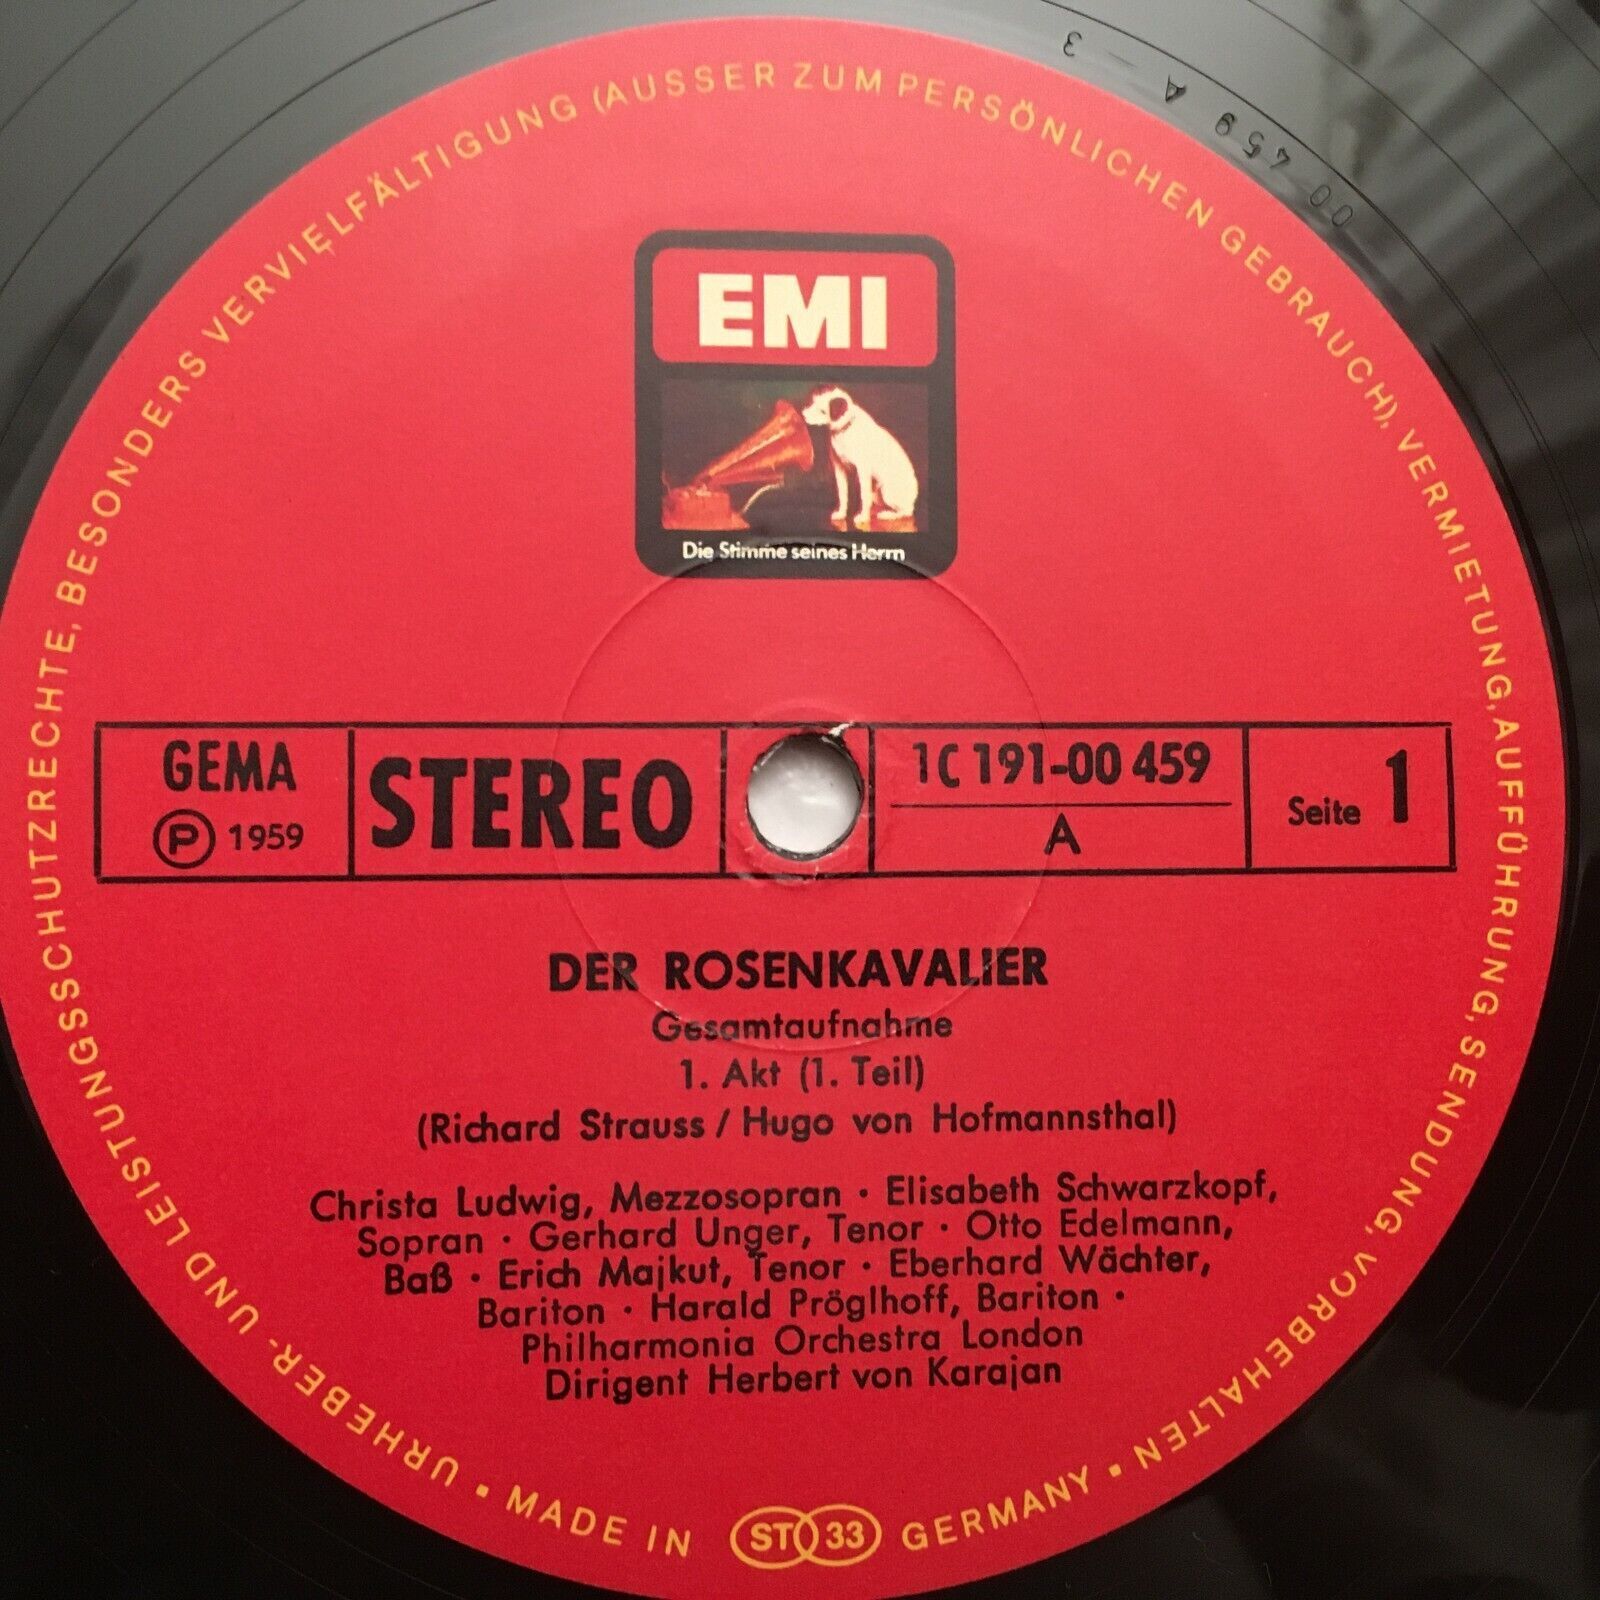 00 459 A - 3
URHEBER- UND LEISTUNGSSCHUTZRECHTE, BESONDERS VERVIELFÄLTIGUNG (AUSSER ZUM PERSÖNLICHEN GEBRAUCH), VERMIETUNG, AUFFÜHRUNG, SENDUNG, VORBEHALTEN • MADE IN ST 33 GERMANY •
EMI
Die Stimme seines Herrn
GEMA
Ⓟ 1959
STEREO
1C 191-00 459
A
Seite 1
DER ROSENKAVALIER
Gesamtaufnahme
1. Akt (1. Teil)
(Richard Strauss / Hugo von Hofmannsthal)
Christa Ludwig, Mezzosopran · Elisabeth Schwarzkopf,
Sopran · Gerhard Unger, Tenor · Otto Edelmann,
Baß · Erich Majkut, Tenor · Eberhard Wächter,
Bariton · Harald Pröglhoff, Bariton ·
Philharmonia Orchestra London
Dirigent Herbert von Karajan